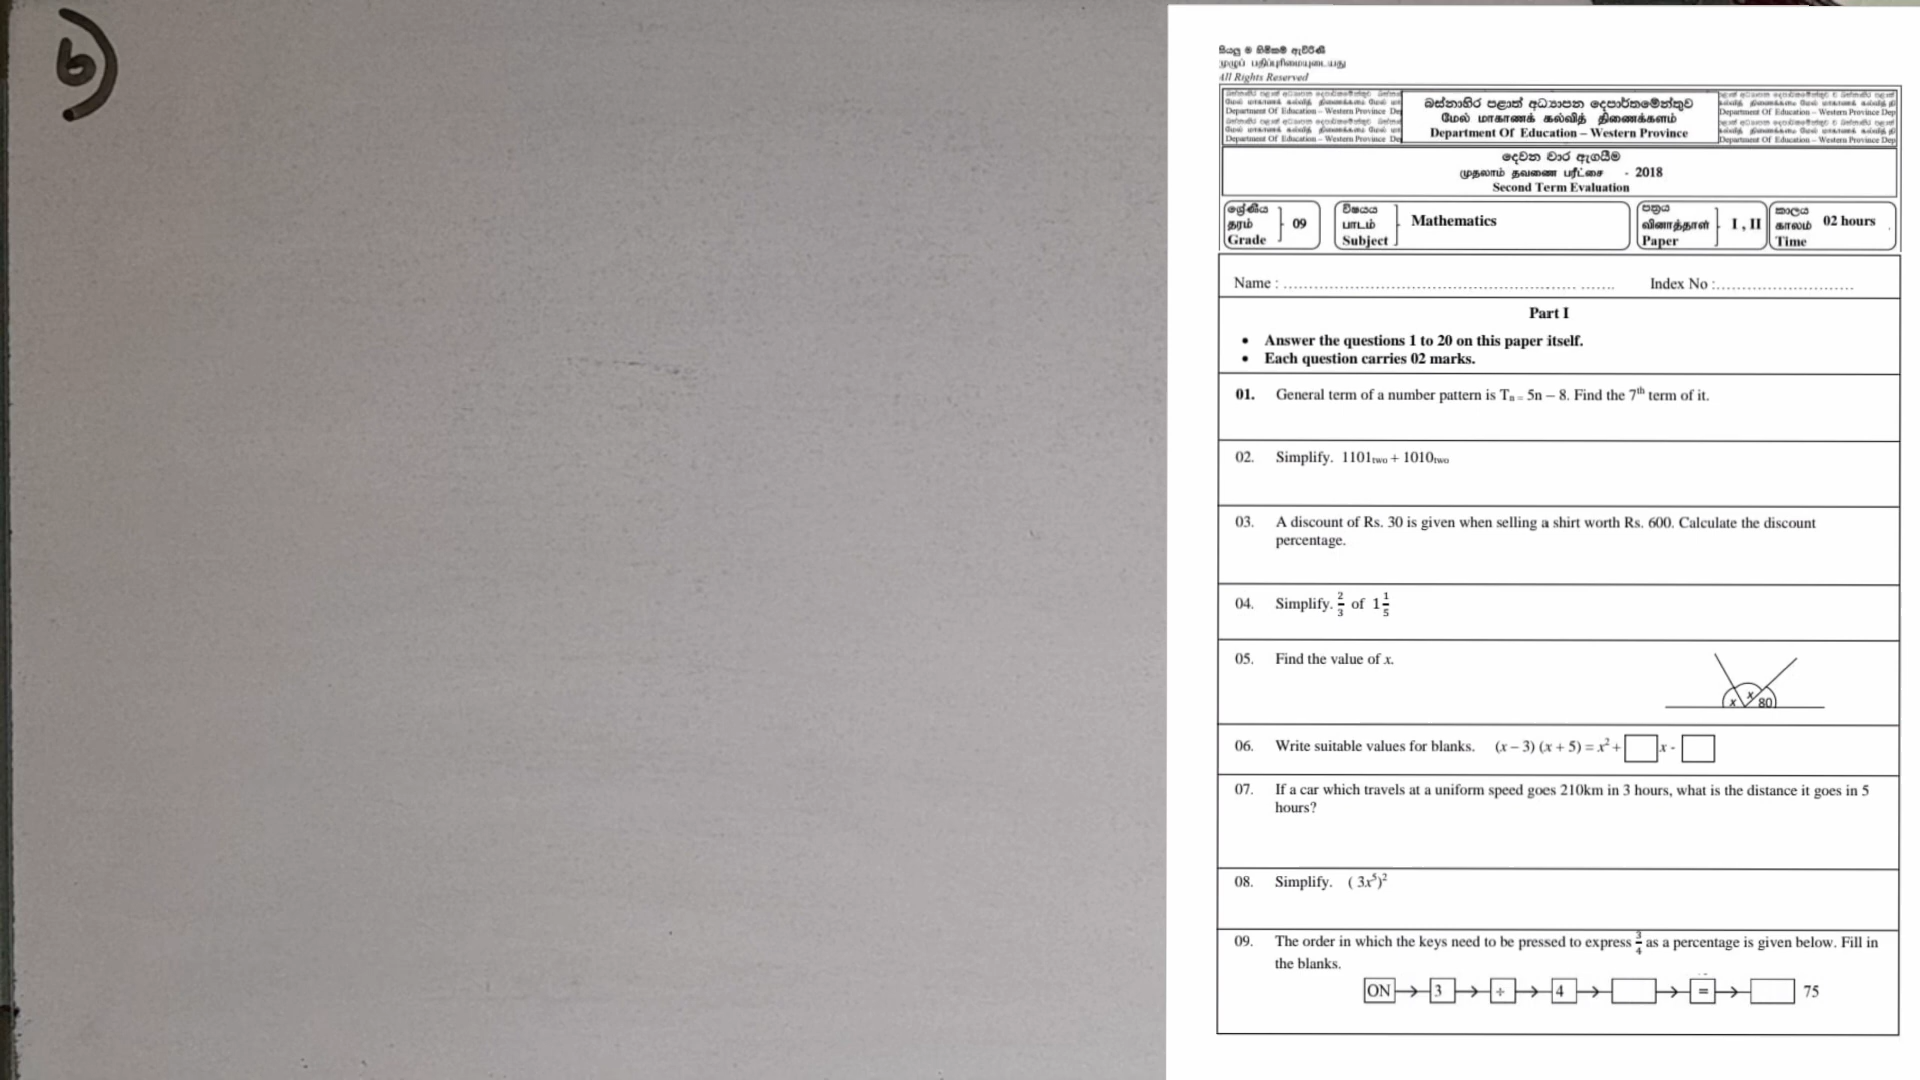 6)
සියලු ම හිමිකම් ඇවිරිණි
முழுப் பதிப்புரிமையுடையது
All Rights Reserved
බස්නාහිර පළාත් අධ්‍යාපන දෙපාර්තමේන්තුව
மேல் மாகாணக் கல்வித் திணைக்களம்
Department Of Education – Western Province
දෙවන වාර ඇගයීම
முதலாம் தவணை பரீட்சை - 2018
Second Term Evaluation
ශ්‍රේණිය
தரம்
Grade
09
විෂයය
பாடம்
Subject
Mathematics
පත්‍රය
வினாத்தாள்
Paper
I , II
කාලය
காலம்
Time
02 hours
Name : ............................................................ ....... Index No :...........................
Part I
• Answer the questions 1 to 20 on this paper itself.
• Each question carries 02 marks.
01. General term of a number pattern is Tₙ = 5n – 8. Find the 7th term of it.
02. Simplify. 1101two + 1010two
03. A discount of Rs. 30 is given when selling a shirt worth Rs. 600. Calculate the discount
percentage.
04. Simplify. 2/3 of 1 1/5
05. Find the value of x.
x x 80
06. Write suitable values for blanks. (x – 3) (x + 5) = x² + x -
07. If a car which travels at a uniform speed goes 210km in 3 hours, what is the distance it goes in 5
hours?
08. Simplify. ( 3x⁵)²
09. The order in which the keys need to be pressed to express 3/4 as a percentage is given below. Fill in
the blanks.
ON → 3 → ÷ → 4 → → = → 75